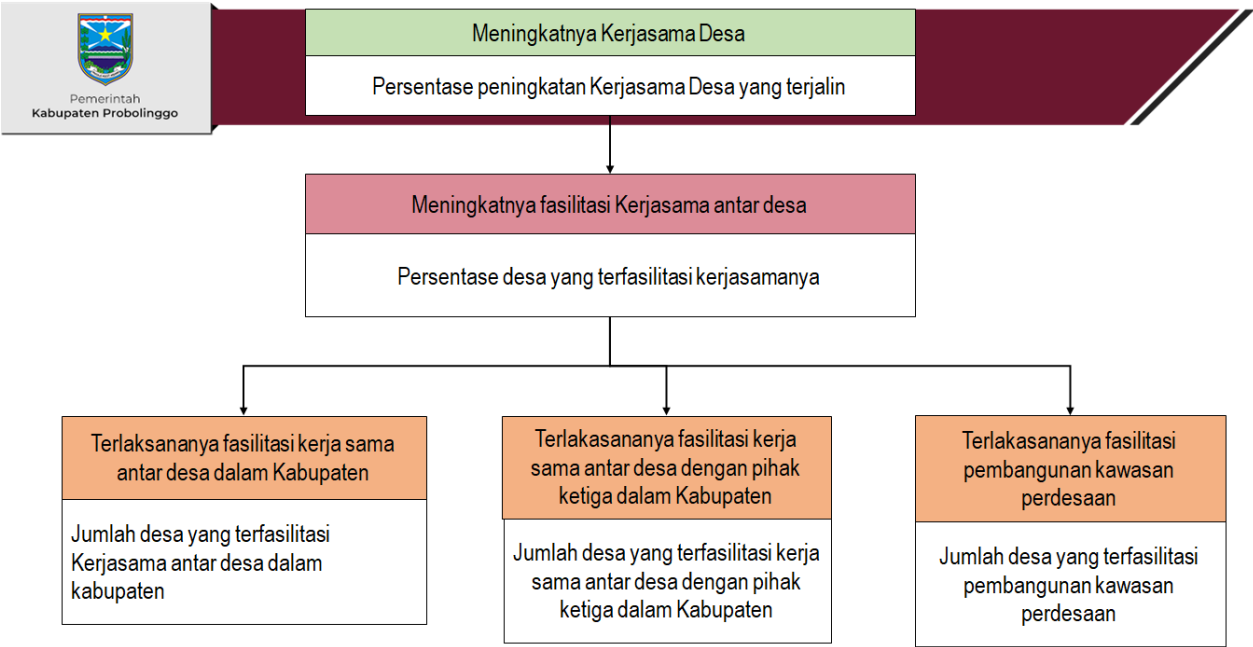 Pemerintah
Kabupaten Probolinggo
Meningkatnya Kerjasama Desa
Persentase peningkatan Kerjasama Desa yang terjalin
Meningkatnya fasilitasi Kerjasama antar desa
Persentase desa yang terfasilitasi kerjasamanya
Terlaksananya fasilitasi kerja sama
antar desa dalam Kabupaten
Jumlah desa yang terfasilitasi
Kerjasama antar desa dalam
kabupaten
Terlakasananya fasilitasi kerja
sama antar desa dengan pihak
ketiga dalam Kabupaten
Jumlah desa yang terfasilitasi kerja
sama antar desa dengan pihak
ketiga dalam Kabupaten
Terlakasananya fasilitasi
pembangunan kawasan
perdesaan
Jumlah desa yang terfasilitasi
pembangunan kawasan
perdesaan